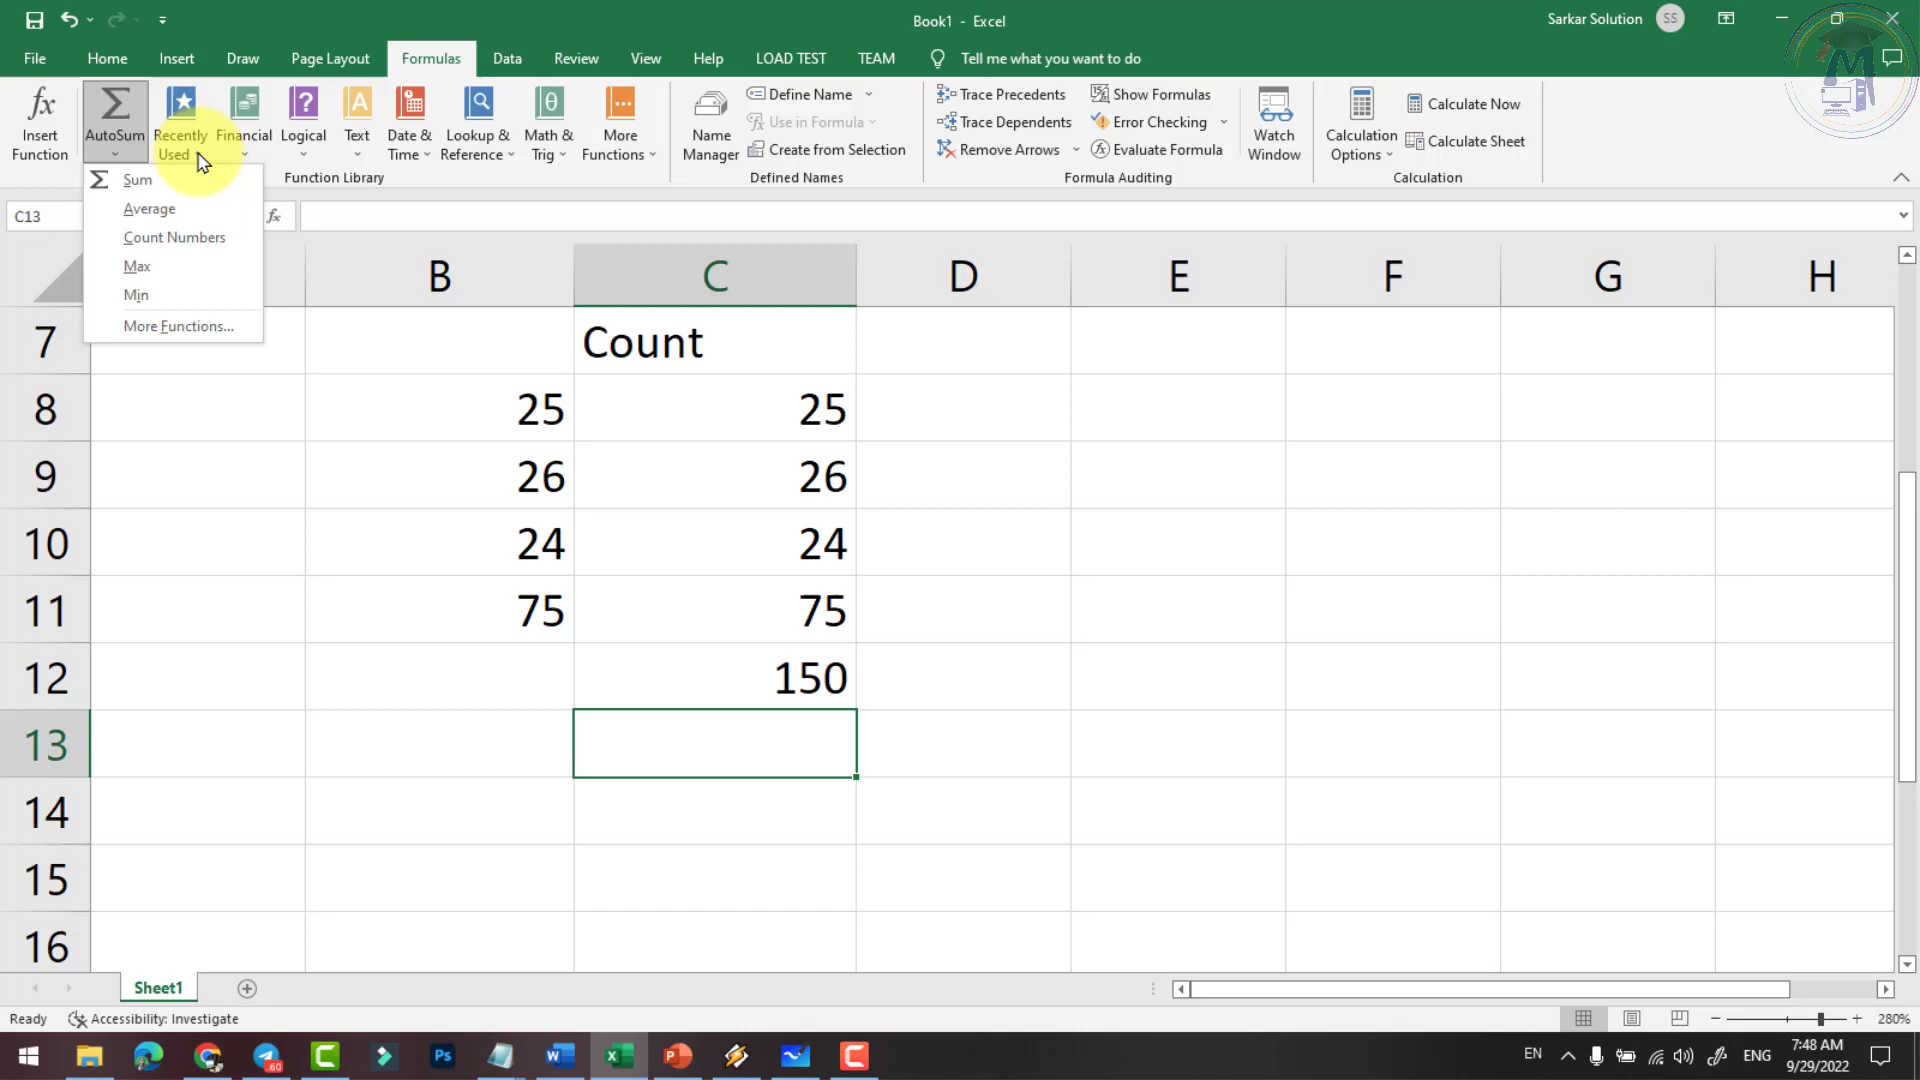 Book1 - Excel
Sarkar Solution SS
File Home Insert Draw Page Layout Formulas Data Review View Help LOAD TEST TEAM Tell me what you want to do
Insert Function
AutoSum
Recently Used
Financial
Logical
Text
Date & Time
Lookup & Reference
Math & Trig
More Functions
Function Library
Name Manager
Define Name
Use in Formula
Create from Selection
Defined Names
Trace Precedents
Trace Dependents
Remove Arrows
Show Formulas
Error Checking
Evaluate Formula
Formula Auditing
Watch Window
Calculation Options
Calculate Now
Calculate Sheet
Calculation
Sum
Average
Count Numbers
Max
Min
More Functions...
C13 fx
B C D E F G H
7 Count
8 25 25
9 26 26
10 24 24
11 75 75
12 150
13
14
15
16
Sheet1
Ready Accessibility: Investigate 280%
EN ENG 7:48 AM
9/29/2022